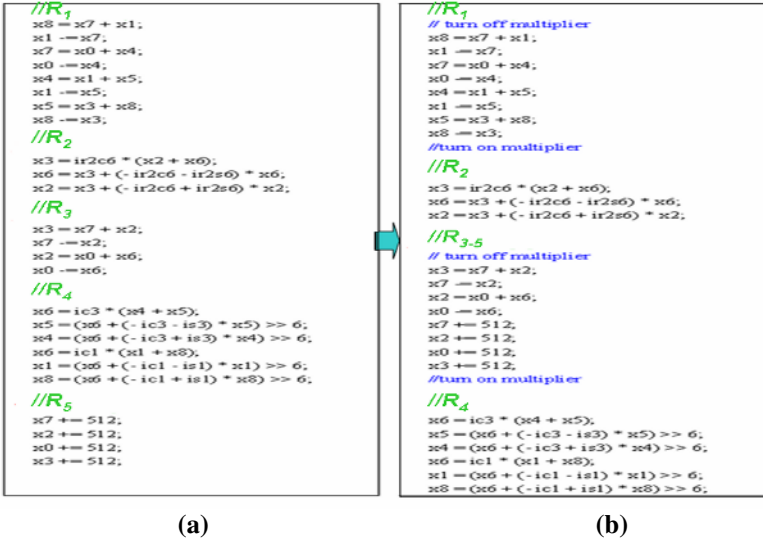 //R1
x8 = x7 + x1;
x1 -= x7;
x7 = x0 + x4;
x0 -= x4;
x4 = x1 + x5;
x1 -= x5;
x5 = x3 + x8;
x8 -= x3;
//R2
x3 = ir2c6 * (x2 + x6);
x6 = x3 + (- ir2c6 - ir2s6) * x6;
x2 = x3 + (- ir2c6 + ir2s6) * x2;
//R3
x3 = x7 + x2;
x7 -= x2;
x2 = x0 + x6;
x0 -= x6;
//R4
x6 = ic3 * (x4 + x5);
x5 = (x6 + (- ic3 - is3) * x5) >> 6;
x4 = (x6 + (- ic3 + is3) * x4) >> 6;
x6 = ic1 * (x1 + x8);
x1 = (x6 + (- ic1 - is1) * x1) >> 6;
x8 = (x6 + (- ic1 + is1) * x8) >> 6;
//R5
x7 += 512;
x2 += 512;
x0 += 512;
x3 += 512;
(a)
//R1
// turn off multiplier
x8 = x7 + x1;
x1 -= x7;
x7 = x0 + x4;
x0 -= x4;
x4 = x1 + x5;
x1 -= x5;
x5 = x3 + x8;
x8 -= x3;
//turn on multiplier
//R2
x3 = ir2c6 * (x2 + x6);
x6 = x3 + (- ir2c6 - ir2s6) * x6;
x2 = x3 + (- ir2c6 + ir2s6) * x2;
//R3-5
// turn off multiplier
x3 = x7 + x2;
x7 -= x2;
x2 = x0 + x6;
x0 -= x6;
x7 += 512;
x2 += 512;
x0 += 512;
x3 += 512;
//turn on multiplier
//R4
x6 = ic3 * (x4 + x5);
x5 = (x6 + (- ic3 - is3) * x5) >> 6;
x4 = (x6 + (- ic3 + is3) * x4) >> 6;
x6 = ic1 * (x1 + x8);
x1 = (x6 + (-ic1 - is1) * x1) >> 6;
x8 = (x6 + (-ic1 + is1) * x8) >> 6;
(b)